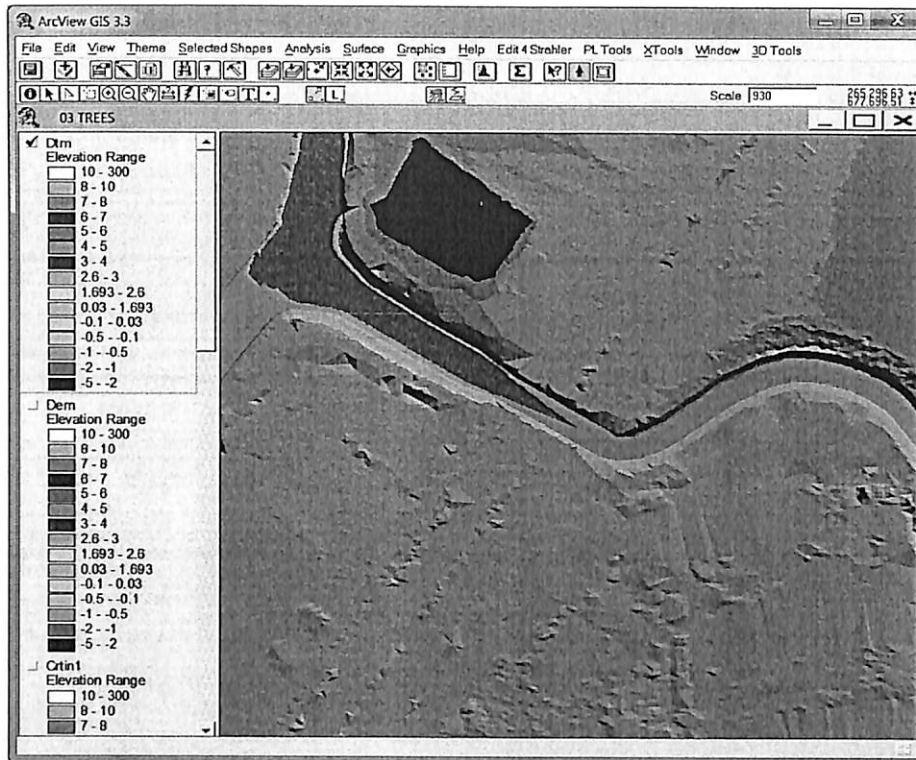 ArcView GIS 3.3
File Edit View Theme Selected Shapes Analysis Surface Graphics Help Edit 4 Strahler PL Tools XTools Window 3D Tools
Scale 930
265 296.63
677 696.51
03 TREES
Dtm
Elevation Range
10 - 300
8 - 10
7 - 8
6 - 7
5 - 6
4 - 5
3 - 4
2.6 - 3
1.693 - 2.6
0.03 - 1.693
-0.1 - 0.03
-0.5 - -0.1
-1 - -0.5
-2 - -1
-5 - -2
Dem
Elevation Range
10 - 300
8 - 10
7 - 8
6 - 7
5 - 6
4 - 5
3 - 4
2.6 - 3
1.693 - 2.6
0.03 - 1.693
-0.1 - 0.03
-0.5 - -0.1
-1 - -0.5
-2 - -1
-5 - -2
Crtin1
Elevation Range
10 - 300
8 - 10
7 - 8